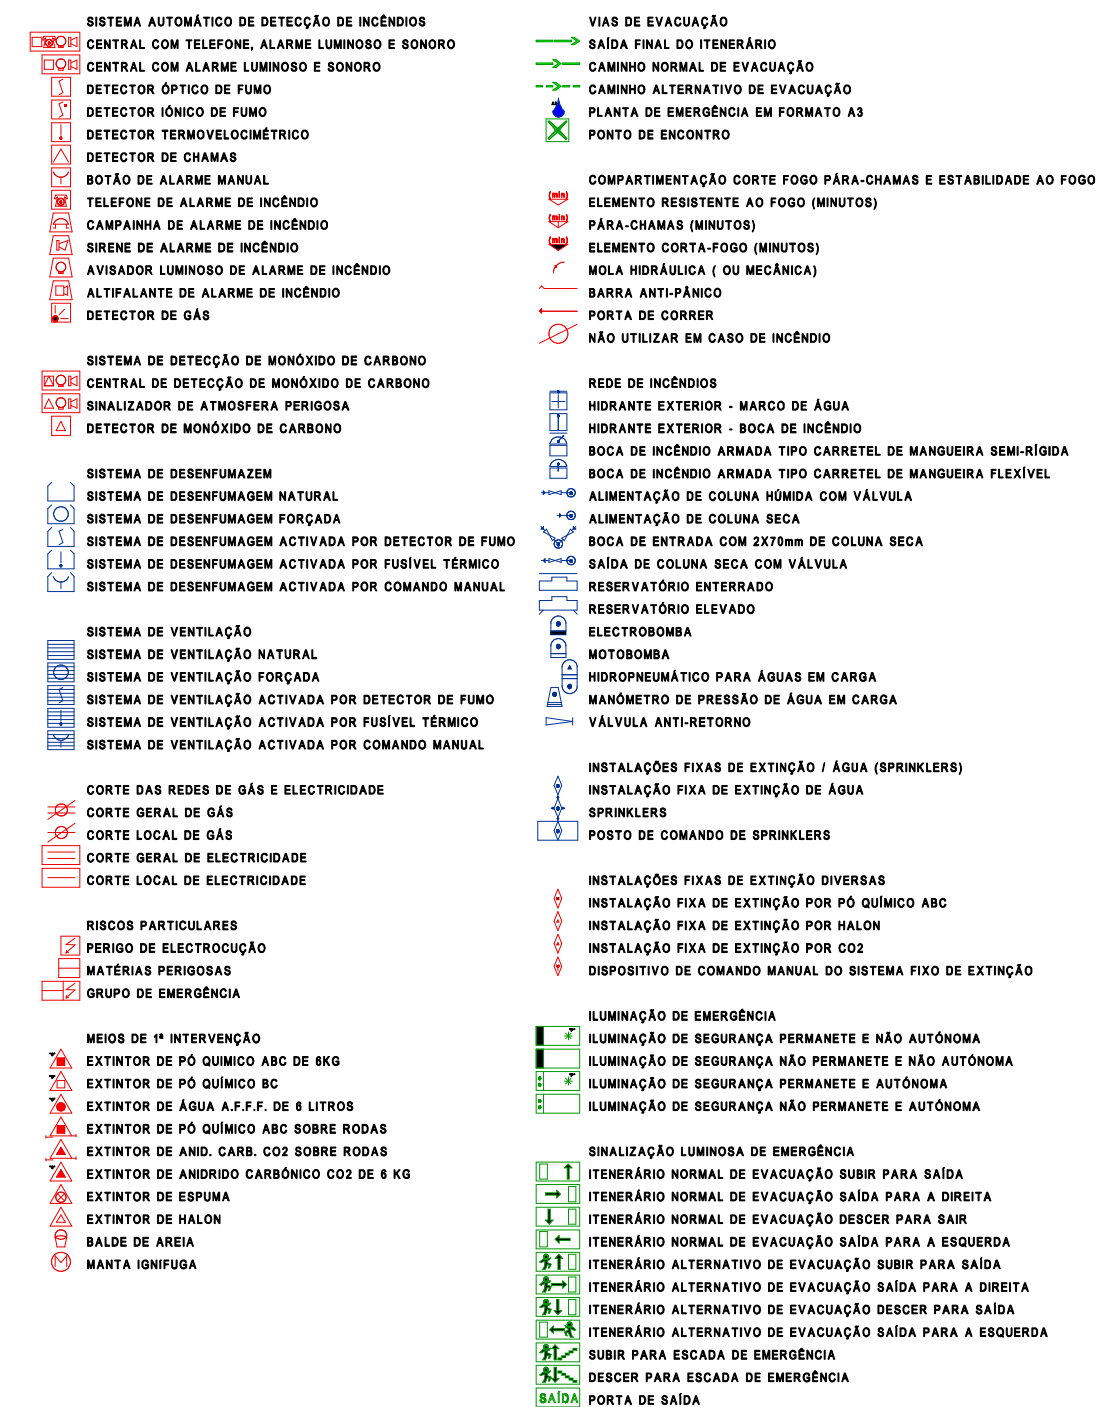 SISTEMA AUTOMÁTICO DE DETECÇÃO DE INCÊNDIOS
CENTRAL COM TELEFONE, ALARME LUMINOSO E SONORO
CENTRAL COM ALARME LUMINOSO E SONORO
DETECTOR ÓPTICO DE FUMO
DETECTOR IÓNICO DE FUMO
DETECTOR TERMOVELOCIMÉTRICO
DETECTOR DE CHAMAS
BOTÃO DE ALARME MANUAL
TELEFONE DE ALARME DE INCÊNDIO
CAMPAINHA DE ALARME DE INCÊNDIO
SIRENE DE ALARME DE INCÊNDIO
AVISADOR LUMINOSO DE ALARME DE INCÊNDIO
ALTIFALANTE DE ALARME DE INCÊNDIO
DETECTOR DE GÁS
SISTEMA DE DETECÇÃO DE MONÓXIDO DE CARBONO
CENTRAL DE DETECÇÃO DE MONÓXIDO DE CARBONO
SINALIZADOR DE ATMOSFERA PERIGOSA
DETECTOR DE MONÓXIDO DE CARBONO
SISTEMA DE DESENFUMAZEM
SISTEMA DE DESENFUMAGEM NATURAL
SISTEMA DE DESENFUMAGEM FORÇADA
SISTEMA DE DESENFUMAGEM ACTIVADA POR DETECTOR DE FUMO
SISTEMA DE DESENFUMAGEM ACTIVADA POR FUSÍVEL TÉRMICO
SISTEMA DE DESENFUMAGEM ACTIVADA POR COMANDO MANUAL
SISTEMA DE VENTILAÇÃO
SISTEMA DE VENTILAÇÃO NATURAL
SISTEMA DE VENTILAÇÃO FORÇADA
SISTEMA DE VENTILAÇÃO ACTIVADA POR DETECTOR DE FUMO
SISTEMA DE VENTILAÇÃO ACTIVADA POR FUSÍVEL TÉRMICO
SISTEMA DE VENTILAÇÃO ACTIVADA POR COMANDO MANUAL
CORTE DAS REDES DE GÁS E ELECTRICIDADE
CORTE GERAL DE GÁS
CORTE LOCAL DE GÁS
CORTE GERAL DE ELECTRICIDADE
CORTE LOCAL DE ELECTRICIDADE
RISCOS PARTICULARES
PERIGO DE ELECTROCUÇÃO
MATÉRIAS PERIGOSAS
GRUPO DE EMERGÊNCIA
MEIOS DE 1ª INTERVENÇÃO
EXTINTOR DE PÓ QUIMICO ABC DE 6KG
EXTINTOR DE PÓ QUÍMICO BC
EXTINTOR DE ÁGUA A.F.F.F. DE 6 LITROS
EXTINTOR DE PÓ QUÍMICO ABC SOBRE RODAS
EXTINTOR DE ANID. CARB. CO2 SOBRE RODAS
EXTINTOR DE ANIDRIDO CARBÓNICO CO2 DE 6 KG
EXTINTOR DE ESPUMA
EXTINTOR DE HALON
BALDE DE AREIA
M MANTA IGNIFUGA
VIAS DE EVACUAÇÃO
SAÍDA FINAL DO ITENERÁRIO
CAMINHO NORMAL DE EVACUAÇÃO
CAMINHO ALTERNATIVO DE EVACUAÇÃO
PLANTA DE EMERGÊNCIA EM FORMATO A3
PONTO DE ENCONTRO
COMPARTIMENTAÇÃO CORTE FOGO PÁRA-CHAMAS E ESTABILIDADE AO FOGO
(min) ELEMENTO RESISTENTE AO FOGO (MINUTOS)
(min) PÁRA-CHAMAS (MINUTOS)
(min) ELEMENTO CORTA-FOGO (MINUTOS)
MOLA HIDRÁULICA ( OU MECÂNICA)
BARRA ANTI-PÂNICO
PORTA DE CORRER
NÃO UTILIZAR EM CASO DE INCÊNDIO
REDE DE INCÊNDIOS
HIDRANTE EXTERIOR - MARCO DE ÁGUA
HIDRANTE EXTERIOR - BOCA DE INCÊNDIO
BOCA DE INCÊNDIO ARMADA TIPO CARRETEL DE MANGUEIRA SEMI-RÍGIDA
BOCA DE INCÊNDIO ARMADA TIPO CARRETEL DE MANGUEIRA FLEXÍVEL
ALIMENTAÇÃO DE COLUNA HÚMIDA COM VÁLVULA
ALIMENTAÇÃO DE COLUNA SECA
BOCA DE ENTRADA COM 2X70mm DE COLUNA SECA
SAÍDA DE COLUNA SECA COM VÁLVULA
RESERVATÓRIO ENTERRADO
RESERVATÓRIO ELEVADO
ELECTROBOMBA
MOTOBOMBA
HIDROPNEUMÁTICO PARA ÁGUAS EM CARGA
MANÓMETRO DE PRESSÃO DE ÁGUA EM CARGA
VÁLVULA ANTI-RETORNO
INSTALAÇÕES FIXAS DE EXTINÇÃO / ÁGUA (SPRINKLERS)
INSTALAÇÃO FIXA DE EXTINÇÃO DE ÁGUA
SPRINKLERS
POSTO DE COMANDO DE SPRINKLERS
INSTALAÇÕES FIXAS DE EXTINÇÃO DIVERSAS
INSTALAÇÃO FIXA DE EXTINÇÃO POR PÓ QUÍMICO ABC
INSTALAÇÃO FIXA DE EXTINÇÃO POR HALON
INSTALAÇÃO FIXA DE EXTINÇÃO POR CO2
DISPOSITIVO DE COMANDO MANUAL DO SISTEMA FIXO DE EXTINÇÃO
ILUMINAÇÃO DE EMERGÊNCIA
ILUMINAÇÃO DE SEGURANÇA PERMANETE E NÃO AUTÓNOMA
ILUMINAÇÃO DE SEGURANÇA NÃO PERMANETE E NÃO AUTÓNOMA
ILUMINAÇÃO DE SEGURANÇA PERMANETE E AUTÓNOMA
ILUMINAÇÃO DE SEGURANÇA NÃO PERMANETE E AUTÓNOMA
SINALIZAÇÃO LUMINOSA DE EMERGÊNCIA
ITENERÁRIO NORMAL DE EVACUAÇÃO SUBIR PARA SAÍDA
ITENERÁRIO NORMAL DE EVACUAÇÃO SAÍDA PARA A DIREITA
ITENERÁRIO NORMAL DE EVACUAÇÃO DESCER PARA SAIR
ITENERÁRIO NORMAL DE EVACUAÇÃO SAÍDA PARA A ESQUERDA
ITENERÁRIO ALTERNATIVO DE EVACUAÇÃO SUBIR PARA SAÍDA
ITENERÁRIO ALTERNATIVO DE EVACUAÇÃO SAÍDA PARA A DIREITA
ITENERÁRIO ALTERNATIVO DE EVACUAÇÃO DESCER PARA SAÍDA
ITENERÁRIO ALTERNATIVO DE EVACUAÇÃO SAÍDA PARA A ESQUERDA
SUBIR PARA ESCADA DE EMERGÊNCIA
DESCER PARA ESCADA DE EMERGÊNCIA
SAÍDA PORTA DE SAÍDA